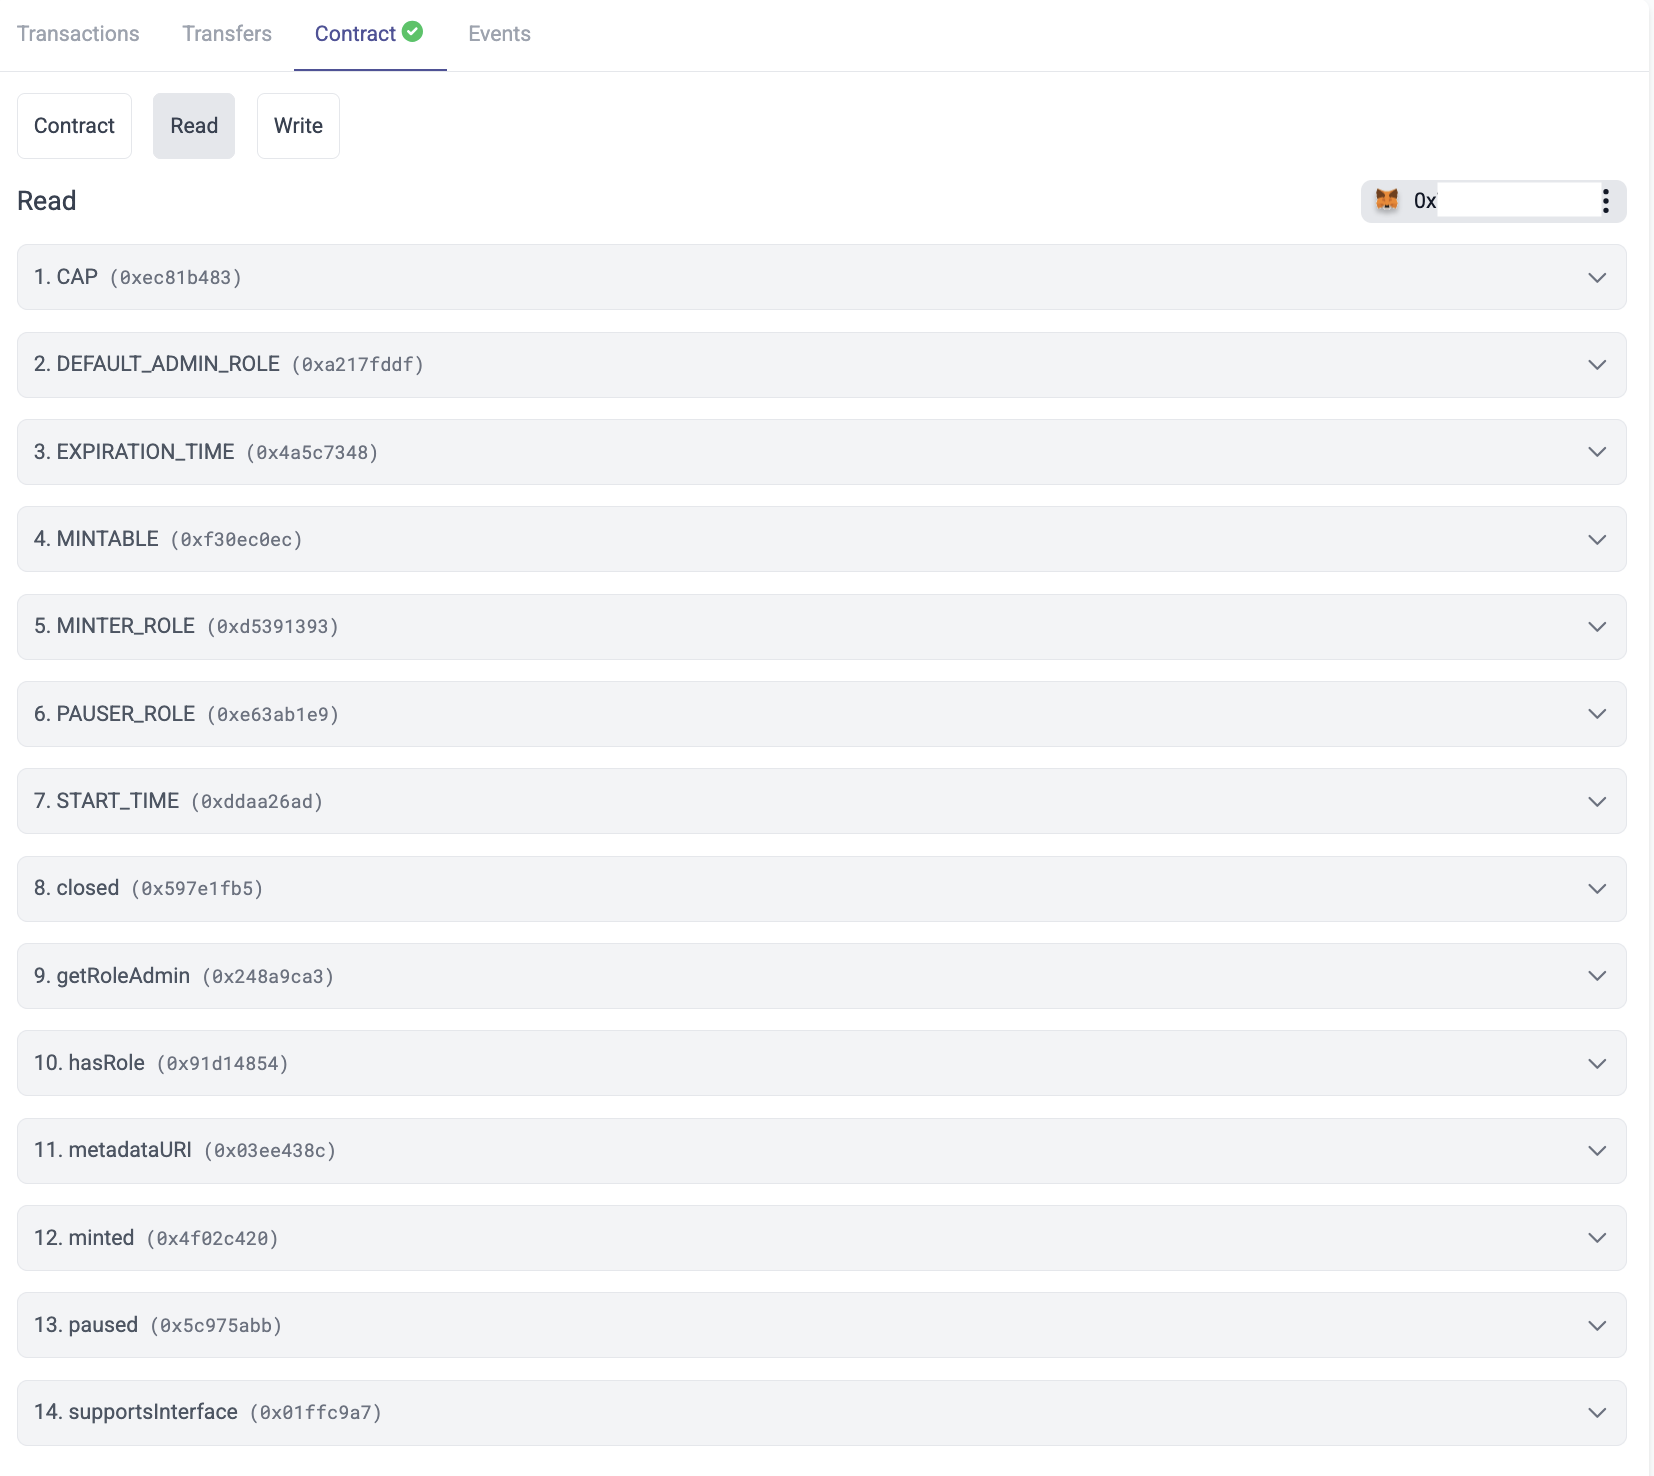 Transactions Transfers Contract Events
Contract Read Write
Read 0x
1. CAP (0xec81b483)
2. DEFAULT_ADMIN_ROLE (0xa217fddf)
3. EXPIRATION_TIME (0x4a5c7348)
4. MINTABLE (0xf30ec0ec)
5. MINTER_ROLE (0xd5391393)
6. PAUSER_ROLE (0xe63ab1e9)
7. START_TIME (0xddaa26ad)
8. closed (0x597e1fb5)
9. getRoleAdmin (0x248a9ca3)
10. hasRole (0x91d14854)
11. metadataURI (0x03ee438c)
12. minted (0x4f02c420)
13. paused (0x5c975abb)
14. supportsInterface (0x01ffc9a7)